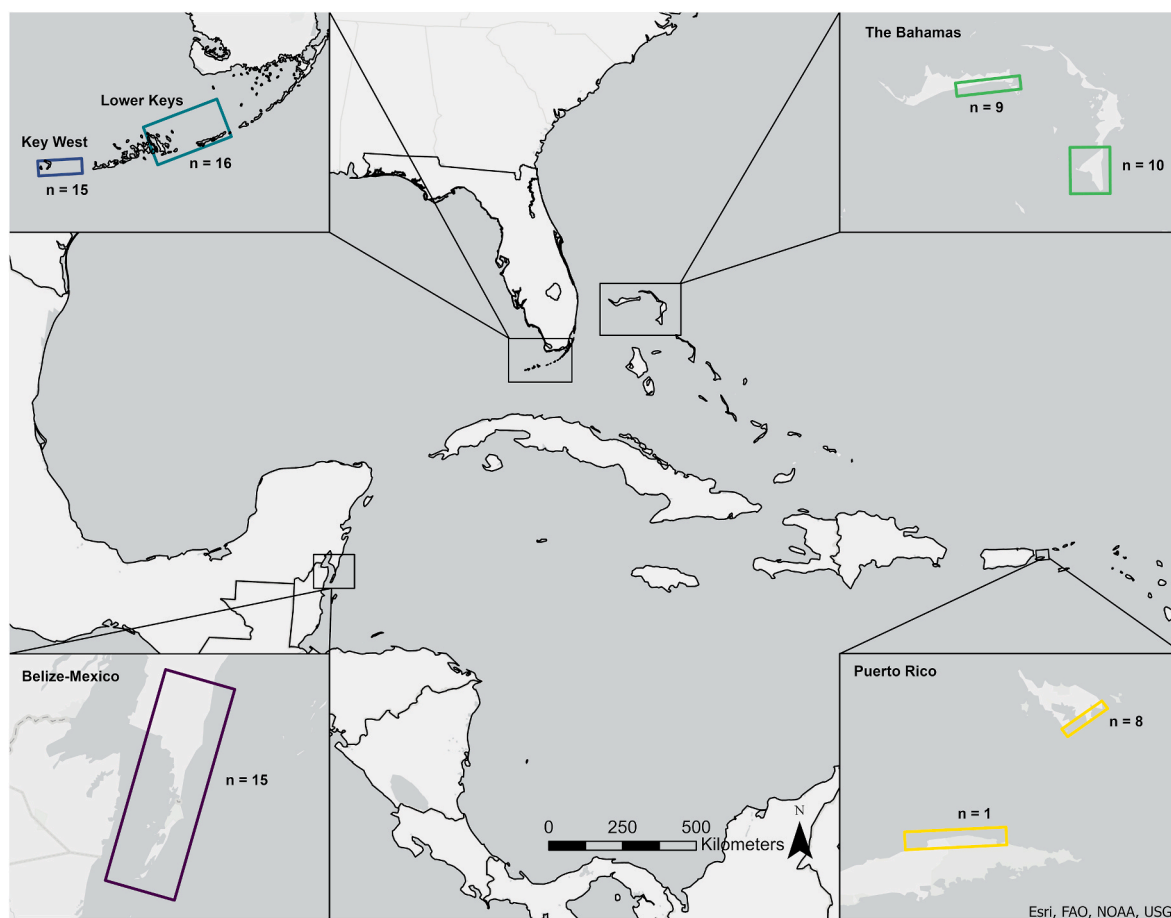 Lower Keys
Key West
n = 16
n = 15
The Bahamas
n = 9
n = 10
Belize-Mexico
n = 15
Puerto Rico
n = 8
n = 1
0 250 500
Kilometers
N
Esri, FAO, NOAA, USG